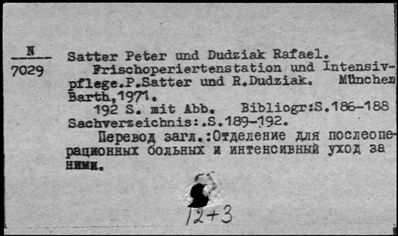 N
7029
Satter Peter und Dudziak Rafael.
Frischoperiertenstation und Intensiv-
pflege.P.Satter und R.Dudziak. München
Barth,1971.
192 S. mit Abb. Bibliogr:S.186-188
Sachverzeichnis:.S.189-192.
Перевод загл.:Отделение для послеопе-
рационных больных и интенсивный уход за
ними.
12+3